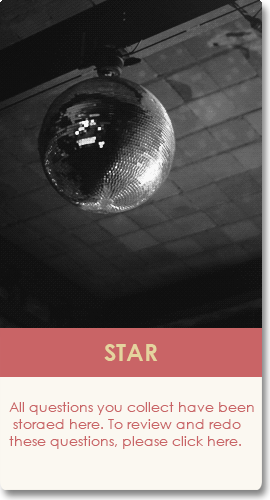 STAR
All questions you collect have been
storaed here. To review and redo
these questions, please click here.